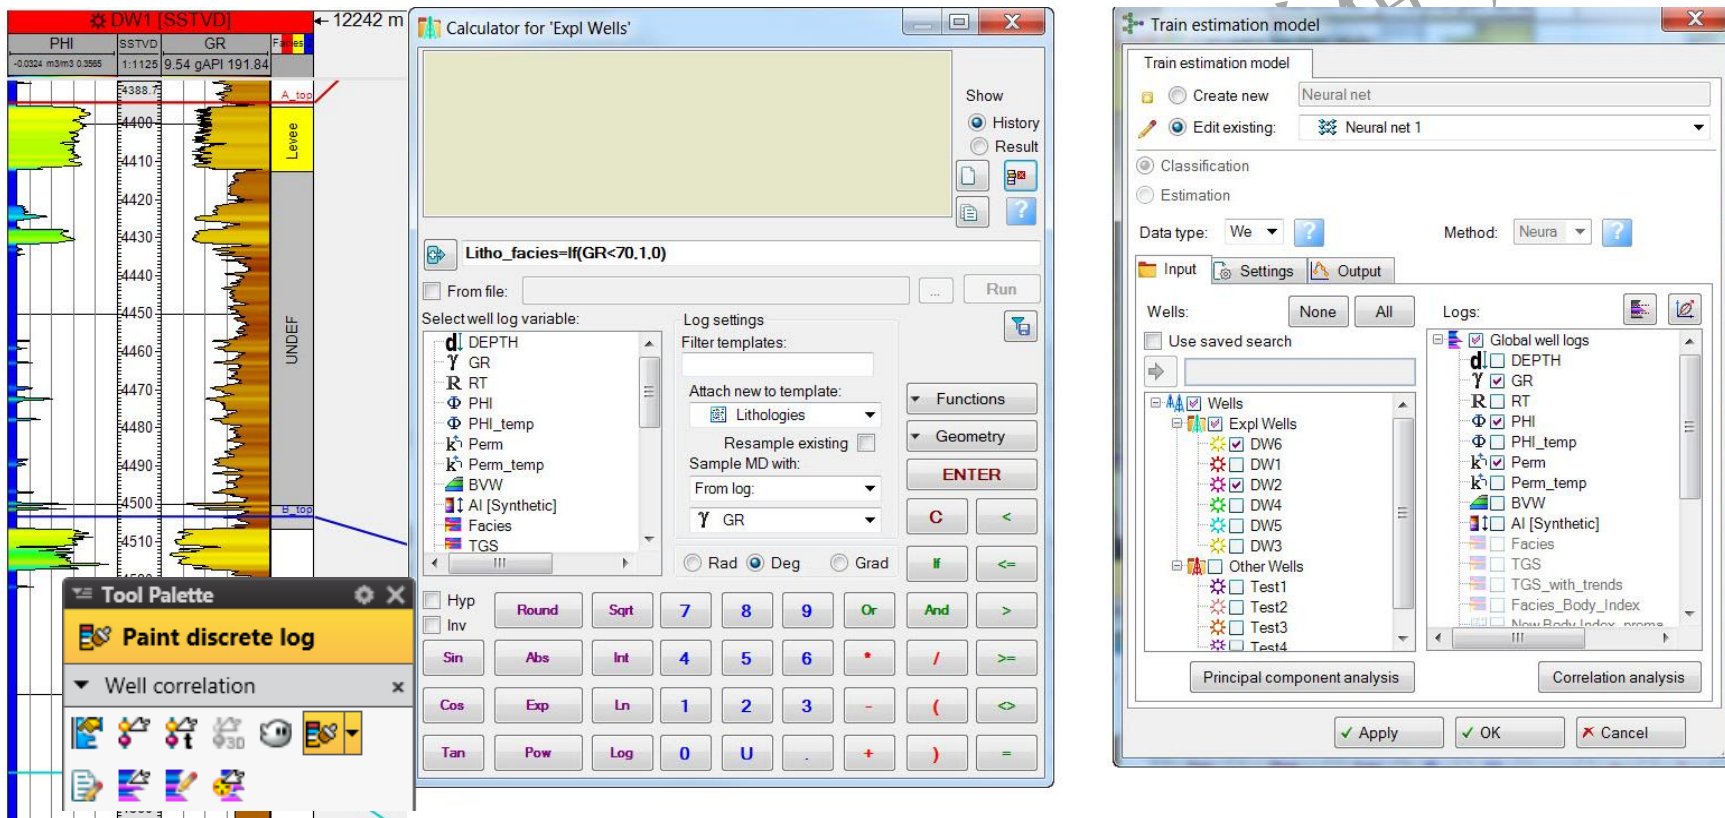 DW1 [SSTVD]
12242 m
PHI
SSTVD
GR
Facies
-0.0324 m3/m3 0.3565
1:1125
9.54 gAPI 191.84
4388.7
A_top
4400
Levee
4410
4420
4430
4440
4450
UNDEF
4460
4470
4480
4490
4500
B_top
4510
Tool Palette
Paint discrete log
Well correlation
Calculator for 'Expl Wells'
Show
History
Result
Litho_facies=If(GR<70,1,0)
From file:
...
Run
Select well log variable:
DEPTH
GR
RT
PHI
PHI_temp
Perm
Perm_temp
BVW
AI [Synthetic]
Facies
TGS
Log settings
Filter templates:
Attach new to template:
Lithologies
Resample existing
Sample MD with:
From log:
GR
Rad
Deg
Grad
Functions
Geometry
ENTER
C
<
If
<=
Hyp
Inv
Round
Sqrt
7
8
9
Or
And
>
Sin
Abs
Int
4
5
6
*
/
>=
Cos
Exp
Ln
1
2
3
-
(
<>
Tan
Pow
Log
0
U
.
+
)
=
Train estimation model
Train estimation model
Create new
Neural net
Edit existing:
Neural net 1
Classification
Estimation
Data type:
We
Method:
Neura
Input
Settings
Output
Wells:
None
All
Use saved search
Wells
Expl Wells
DW6
DW1
DW2
DW4
DW5
DW3
Other Wells
Test1
Test2
Test3
Test4
Logs:
Global well logs
DEPTH
GR
RT
PHI
PHI_temp
Perm
Perm_temp
BVW
AI [Synthetic]
Facies
TGS
TGS_with_trends
Facies_Body_Index
Principal component analysis
Correlation analysis
Apply
OK
Cancel